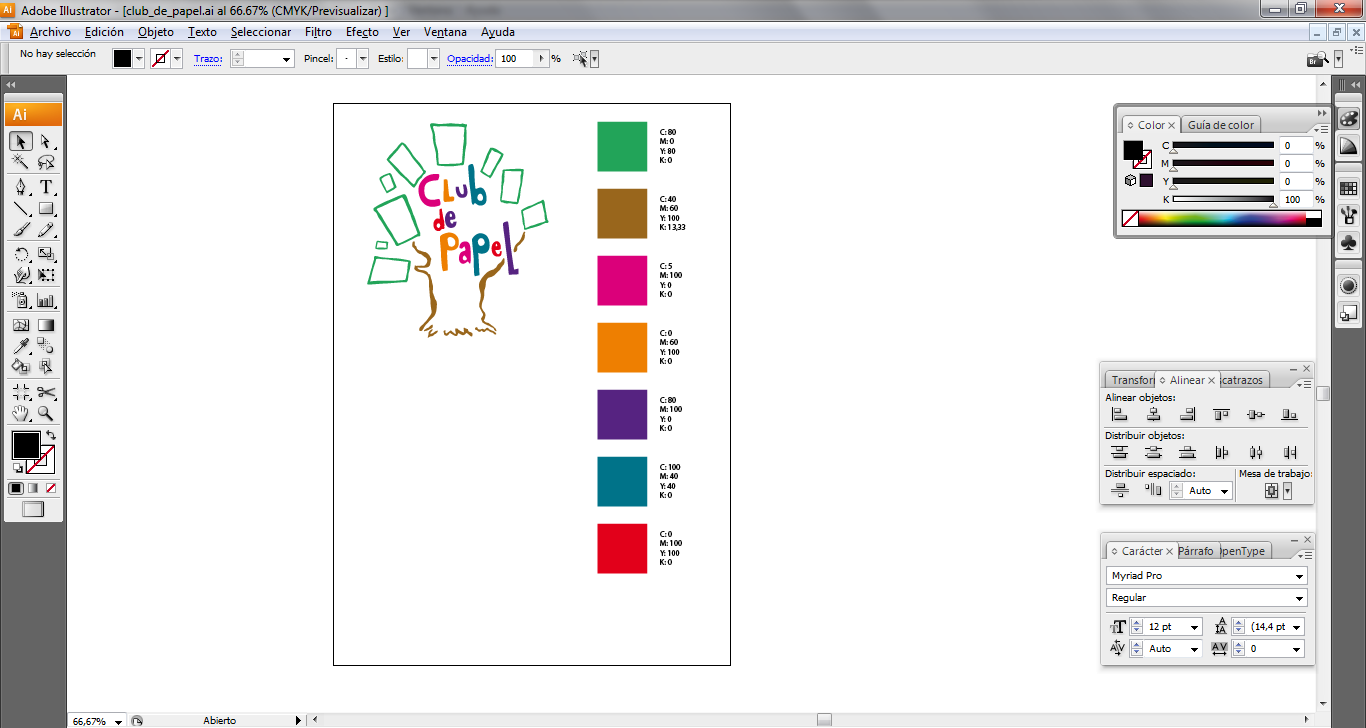 Adobe Illustrator - [club_de_papel.ai al 66.67% (CMYK/Previsualizar) ]
Archivo Edición Objeto Texto Seleccionar Filtro Efecto Ver Ventana Ayuda
No hay selección Trazo: Pincel: Estilo: Opacidad: 100 %
Ai
Club
de
Papel
C: 80
M: 0
Y: 80
K: 0
C: 40
M: 60
Y: 100
K: 13,33
C: 5
M: 100
Y: 0
K: 0
C: 0
M: 60
Y: 100
K: 0
C: 80
M: 100
Y: 0
K: 0
C: 100
M: 40
Y: 40
K: 0
C: 0
M: 100
Y: 100
K: 0
Color Guía de color
C 0 %
M 0 %
Y 0 %
K 100 %
Transfor Alinear scatrazos
Alinear objetos:
Distribuir objetos:
Distribuir espaciado: Mesa de trabajo:
Auto
Carácter Párrafo OpenType
Myriad Pro
Regular
12 pt (14,4 pt
Auto 0
66,67% Abierto